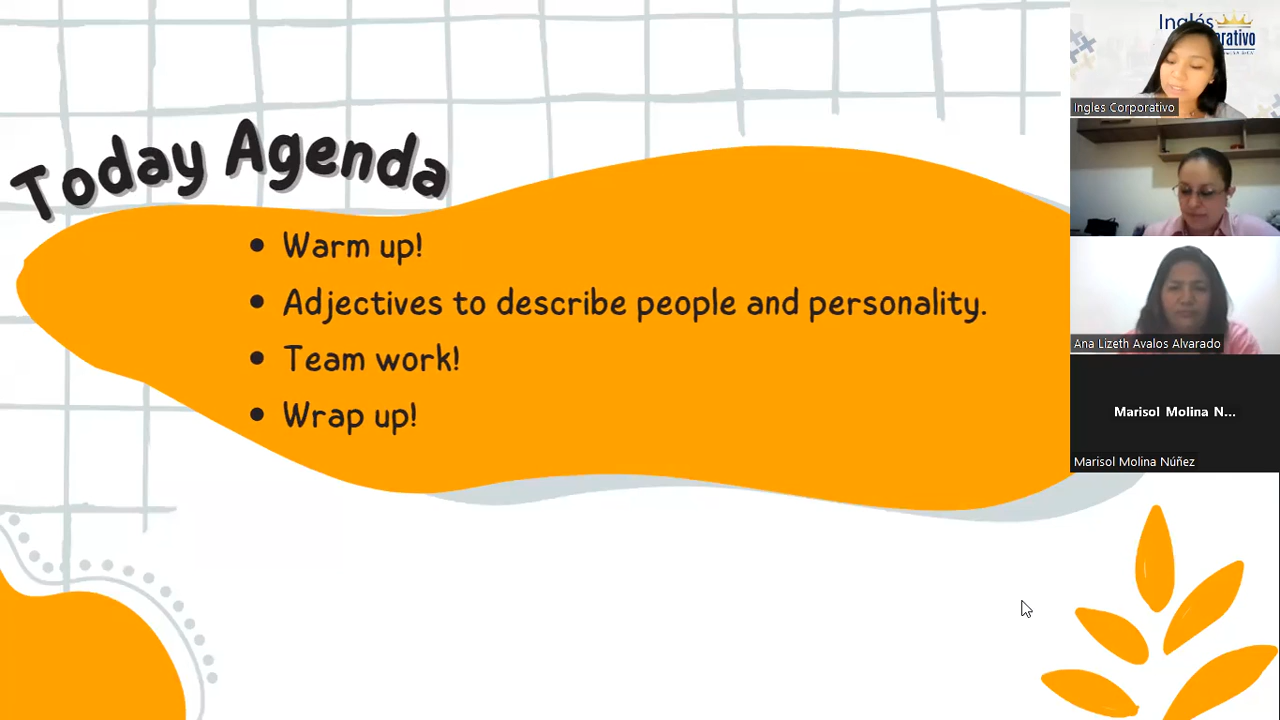 Today Agenda
Warm up!
Adjectives to describe people and personality.
Team work!
Wrap up!
Inglés
Ingles Corporativo
Ana Lizeth Avalos Alvarado
Marisol Molina N...
Marisol Molina Núñez